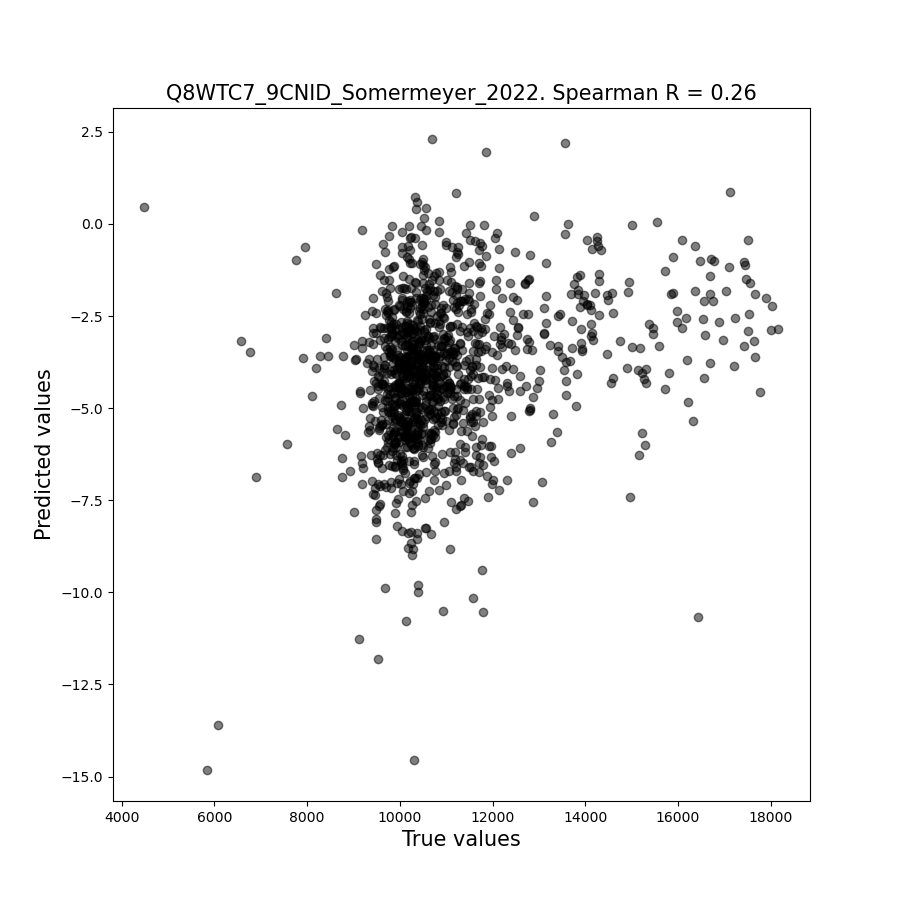 Q8WTC7_9CNID_Somermeyer_2022. Spearman R = 0.26
2.5
0.0
−2.5
−5.0
−7.5
−10.0
−12.5
−15.0
Predicted values
4000 6000 8000 10000 12000 14000 16000 18000
True values